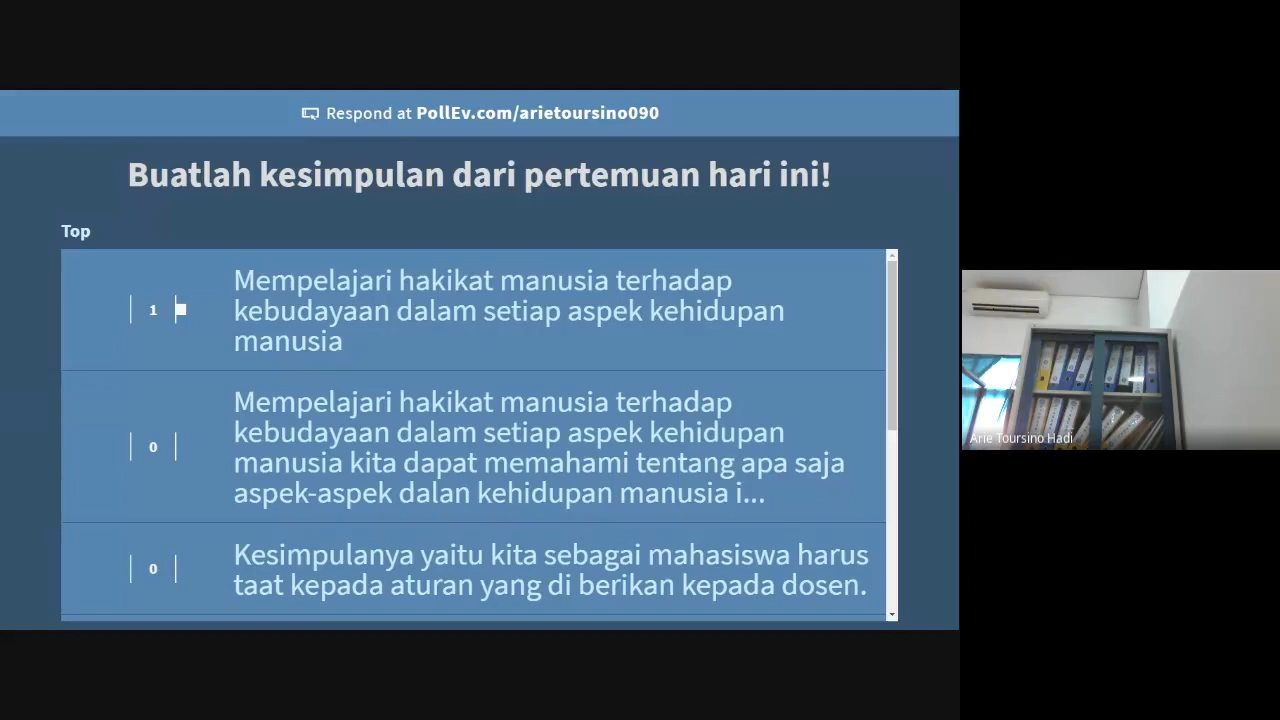 Respond at PollEv.com/arietoursino090
Buatlah kesimpulan dari pertemuan hari ini!
Top
1
Mempelajari hakikat manusia terhadap
kebudayaan dalam setiap aspek kehidupan
manusia
0
Mempelajari hakikat manusia terhadap
kebudayaan dalam setiap aspek kehidupan
manusia kita dapat memahami tentang apa saja
aspek-aspek dalan kehidupan manusia i...
0
Kesimpulanya yaitu kita sebagai mahasiswa harus
taat kepada aturan yang di berikan kepada dosen.
Arie Toursino Hadi